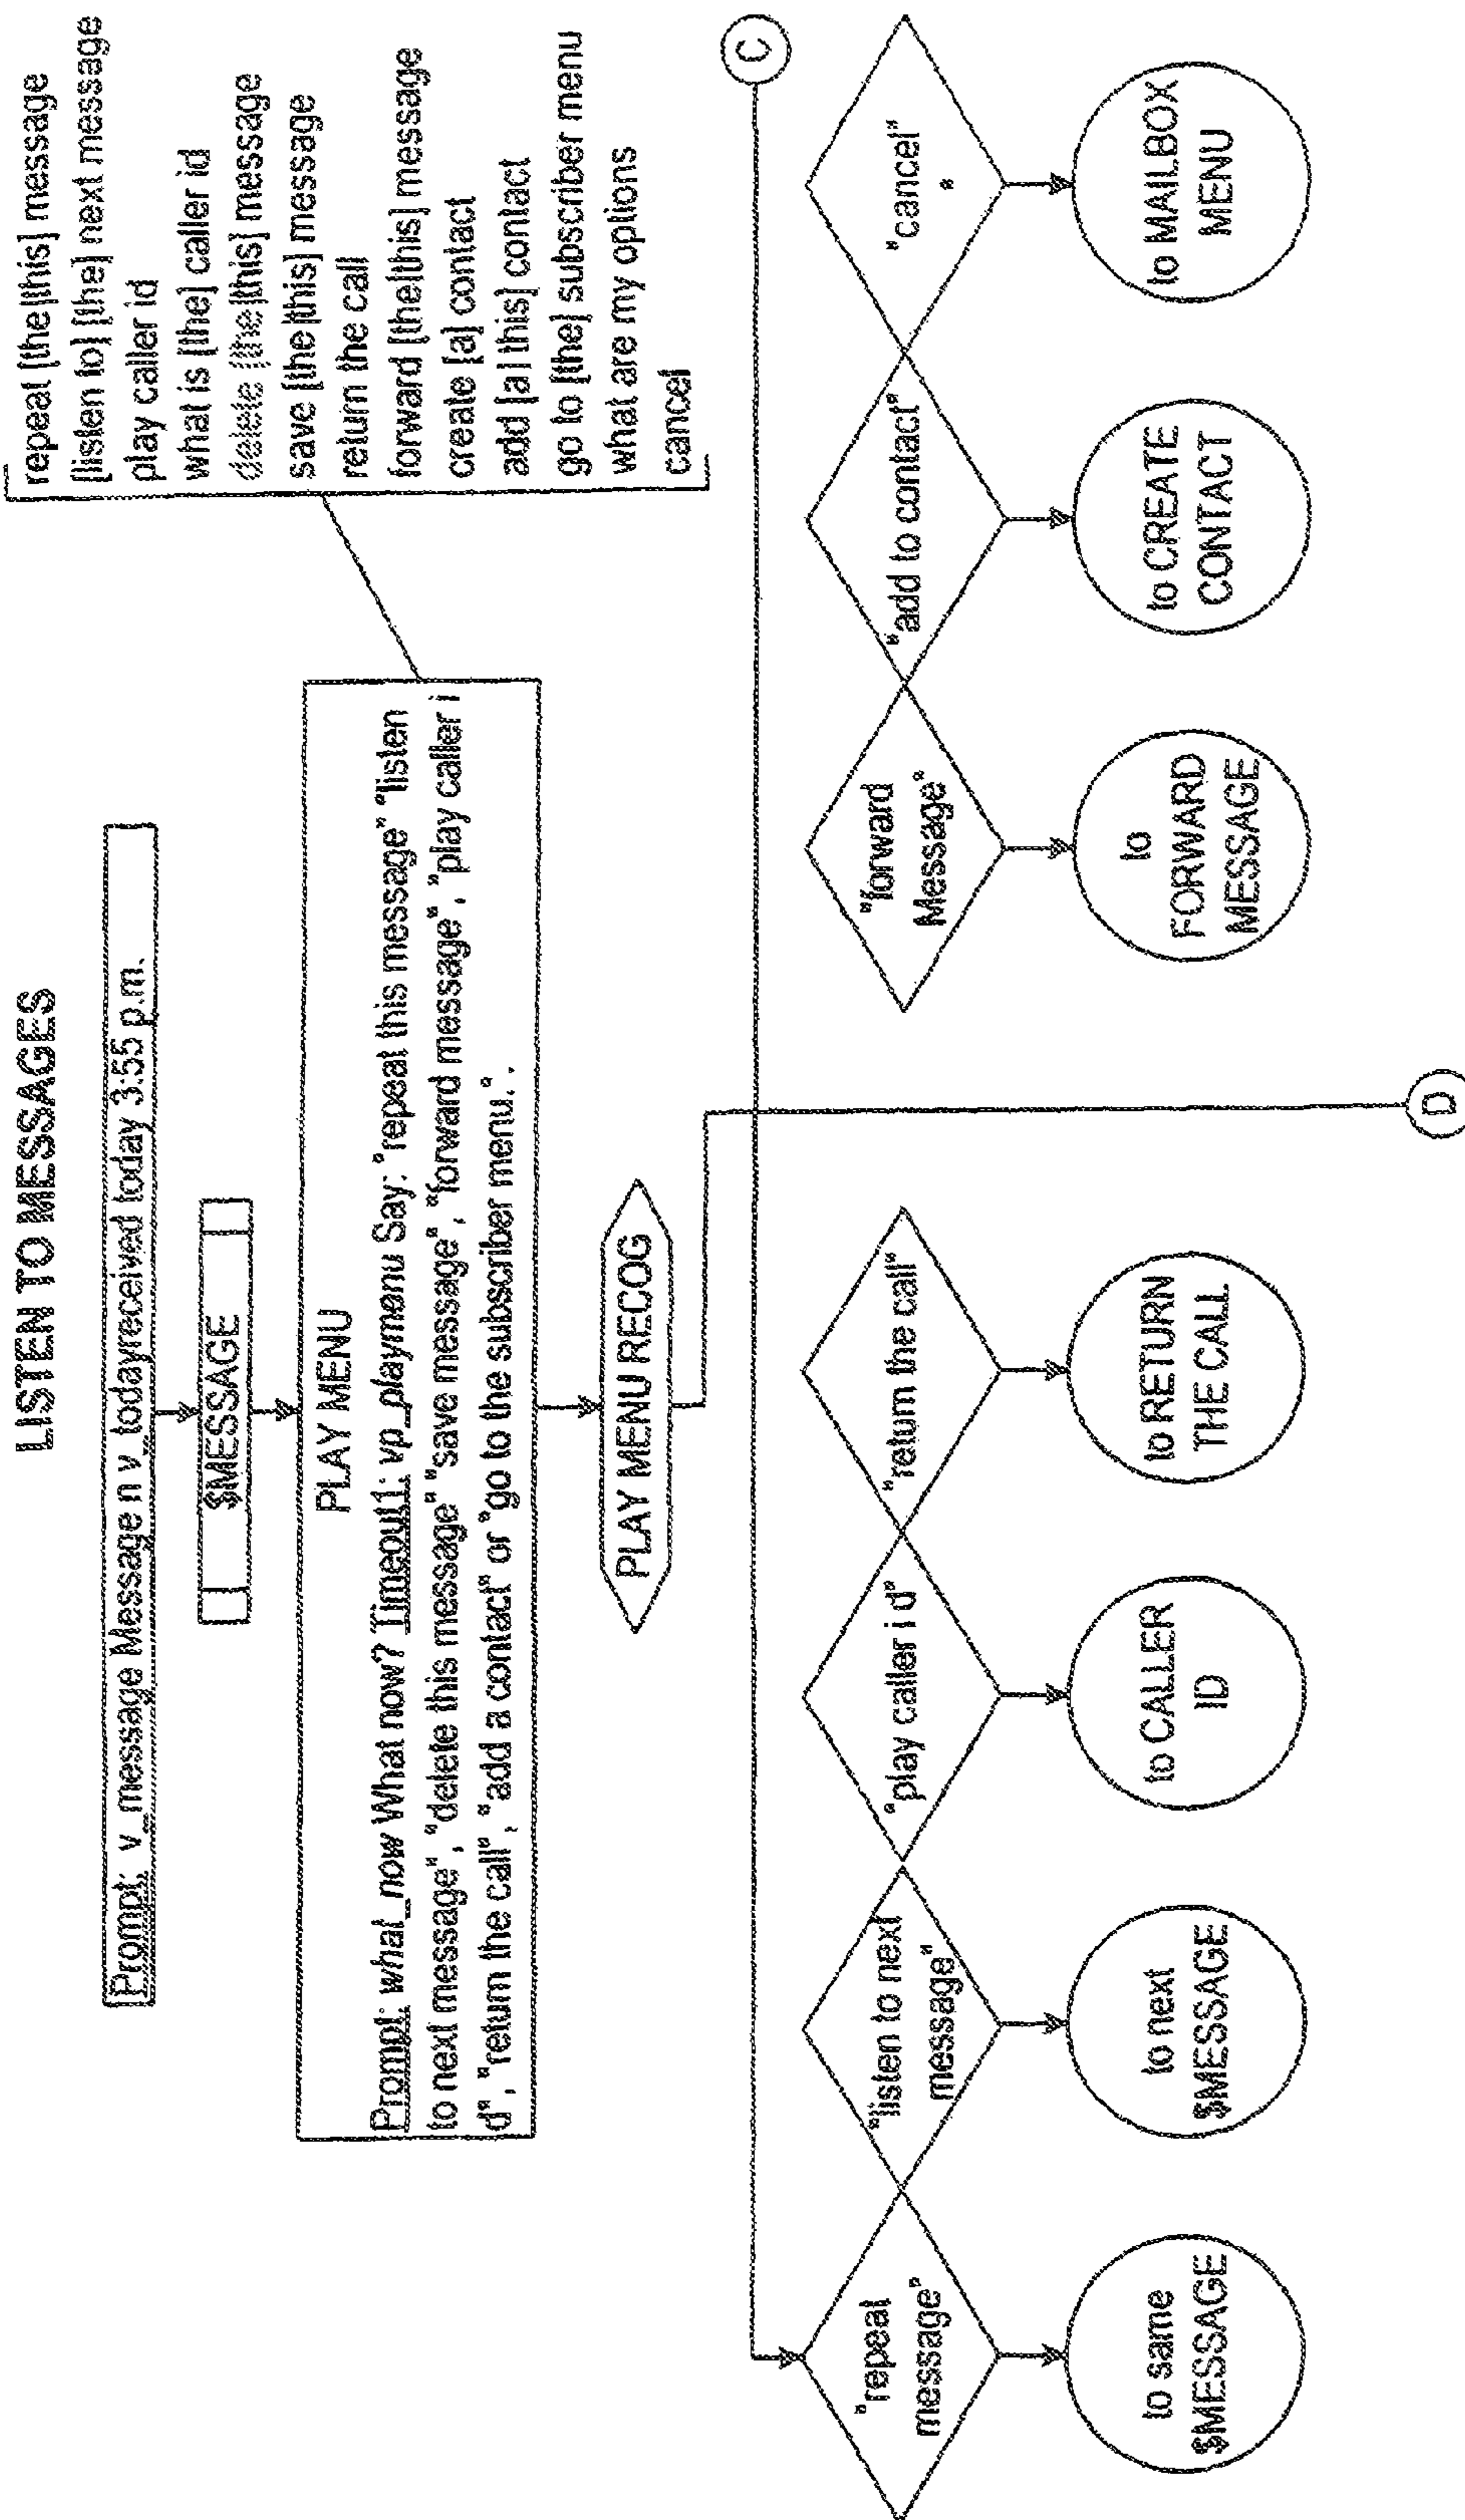 LISTEN TO MESSAGES
Prompt: v_message Message n v_todayreceived today 3:55 p.m.
$MESSAGE
PLAY MENU
Prompt: what_now What now? Timeout1: vp_playmenu Say: "repeat this message" "listen
to next message", "delete this message" "save message", "forward message", "play caller i
d", "return the call", "add a contact" or "go to the subscriber menu.".
repeat [the|this] message
[listen to] [the] next message
play caller id
what is [the] caller id
delete [the|this] message
save [the|this] message
return the call
forward [the|this] message
create [a] contact
add [a|this] contact
go to [the] subscriber menu
what are my options
cancel
PLAY MENU RECOG
C
"repeat
message"
"listen to next
message"
"play caller i d"
"return the call"
"forward
Message"
"add to contact"
"cancel"
*
to same
$MESSAGE
to next
$MESSAGE
to CALLER
ID
to RETURN
THE CALL
to
FORWARD
MESSAGE
to CREATE
CONTACT
to MAILBOX
MENU
D